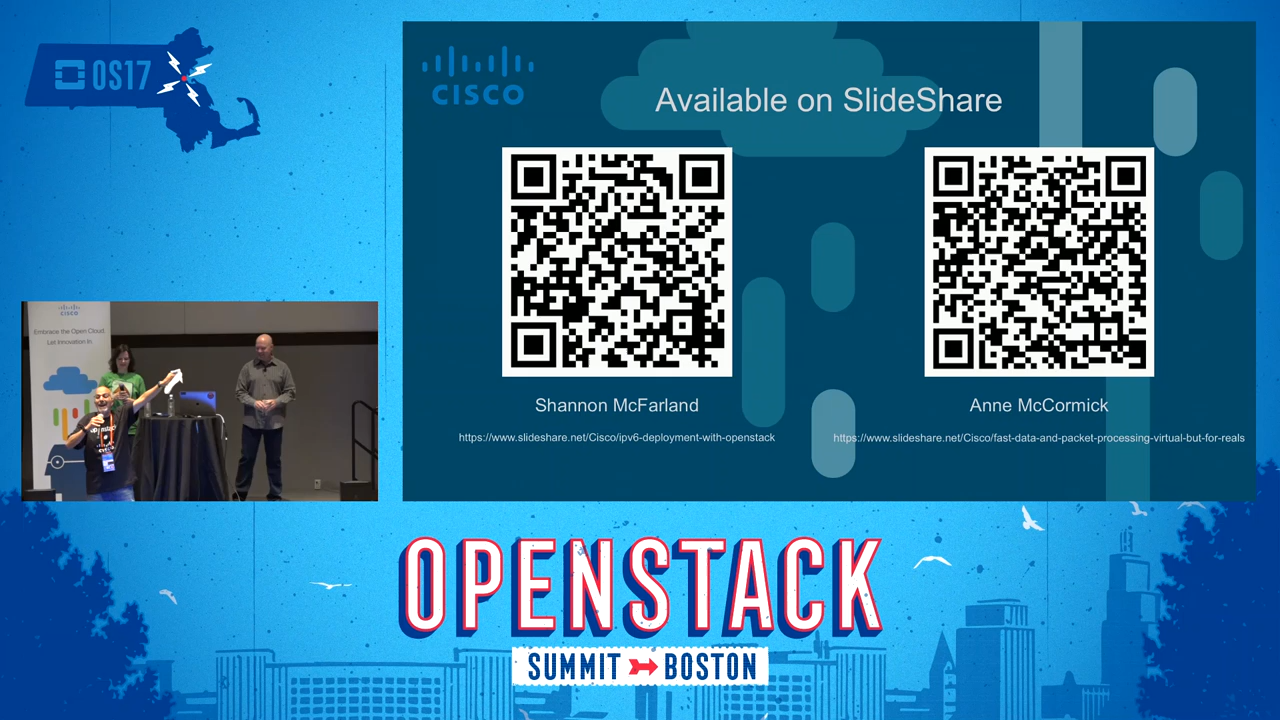 OS17
CISCO
Available on SlideShare
Shannon McFarland
Anne McCormick
https://www.slideshare.net/Cisco/ipv6-deployment-with-openstack
https://www.slideshare.net/Cisco/fast-data-and-packet-processing-virtual-but-for-reals
CISCO
Embrace the Open Cloud.
Let Innovation In.
OPENSTACK
SUMMIT BOSTON